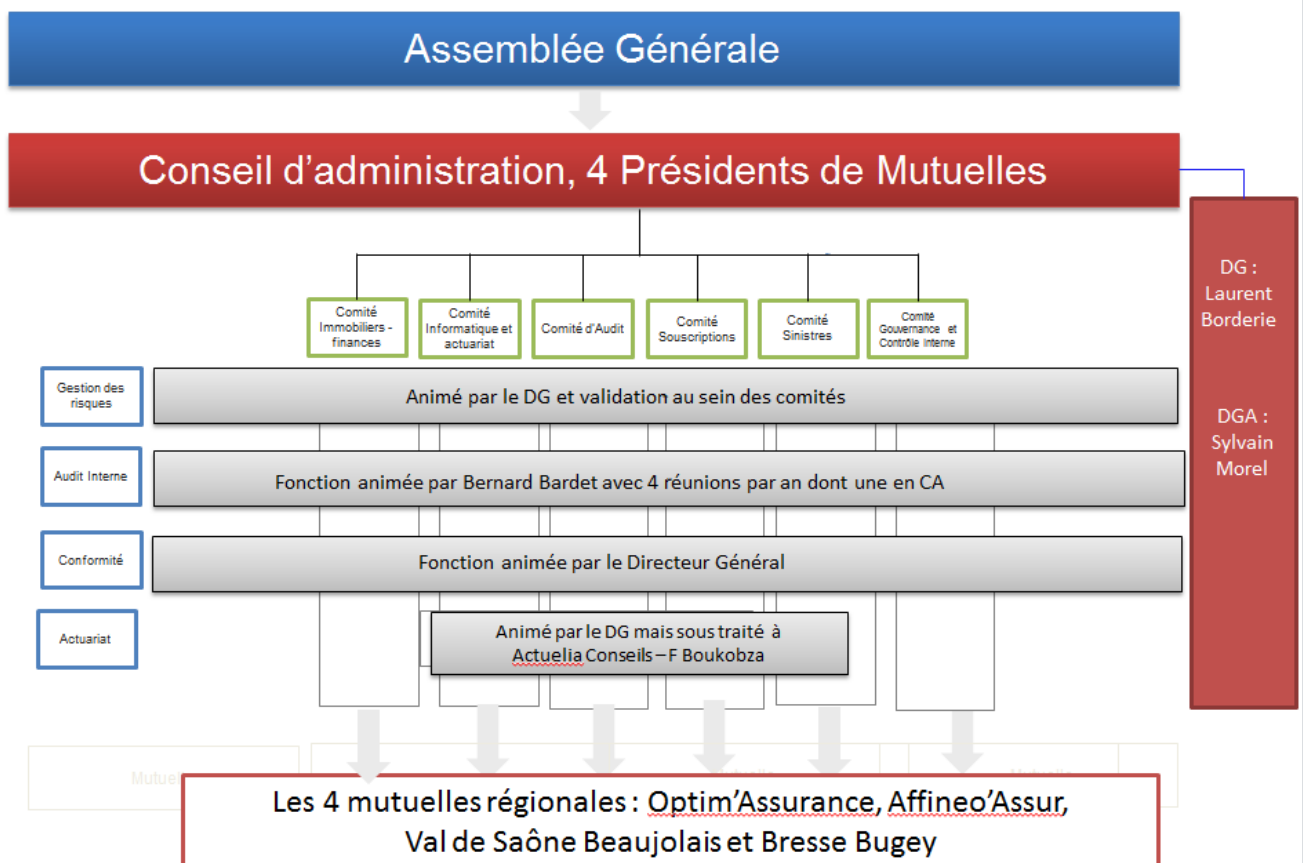 Assemblée Générale
Conseil d'administration, 4 Présidents de Mutuelles
DG :
Laurent
Borderie
DGA :
Sylvain
Morel
Comité
Immobiliers -
finances
Comité
Informatique et
actuariat
Comité d'Audit
Comité
Souscriptions
Comité
Sinistres
Comité
Gouvernance et
Contrôle Interne
Gestion des
risques
Animé par le DG et validation au sein des comités
Audit Interne
Fonction animée par Bernard Bardet avec 4 réunions par an dont une en CA
Conformité
Fonction animée par le Directeur Général
Actuariat
Animé par le DG mais sous traité à
Actuelia Conseils – F Boukobza
Les 4 mutuelles régionales : Optim'Assurance, Affineo'Assur,
Val de Saône Beaujolais et Bresse Bugey